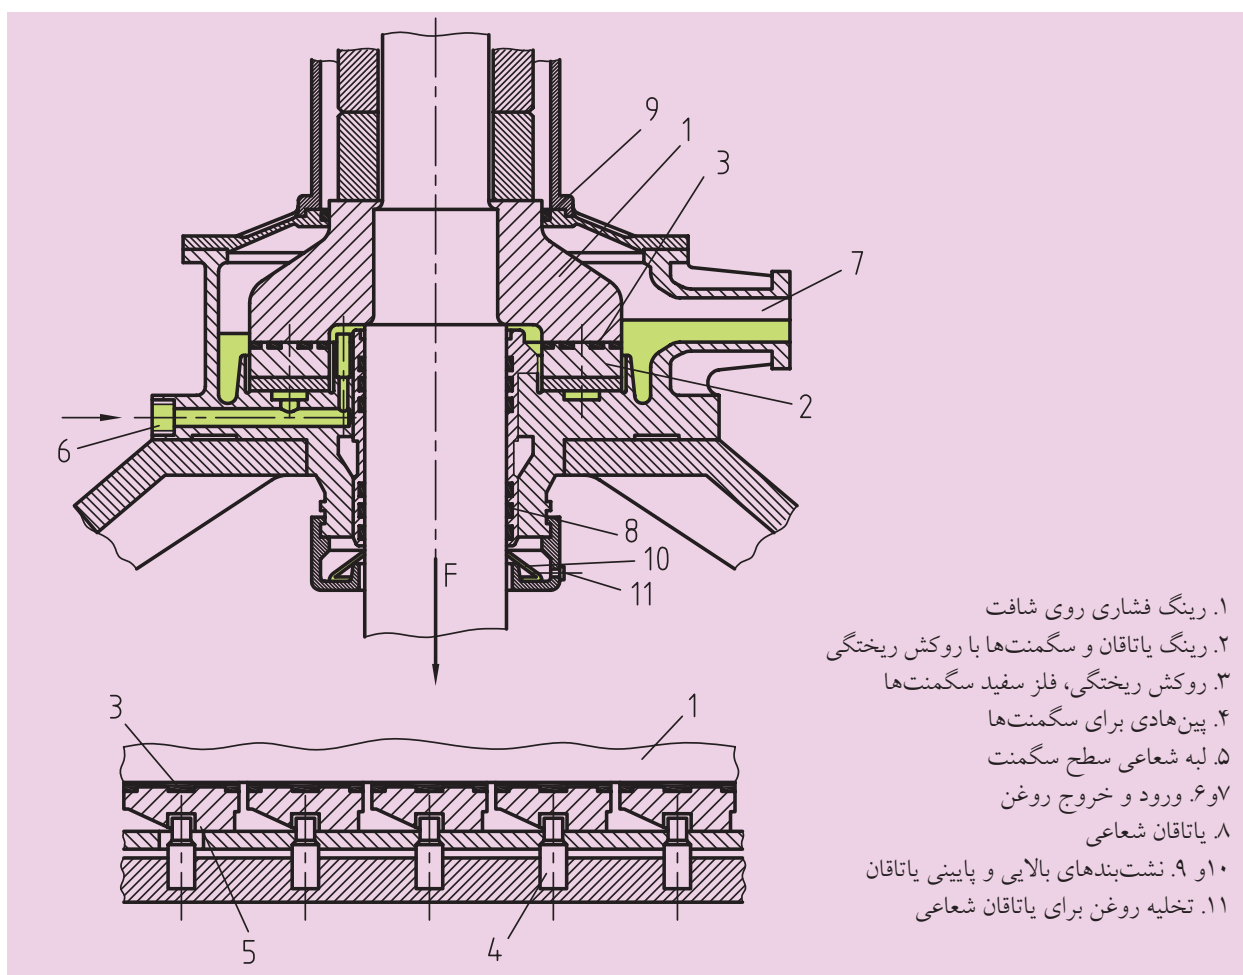 9
1
3
7
2
6
8
10
F
11
۱. رینگ فشاری روی شافت
۲. رینگ یاتاقان و سگمنت‌ها با روکش ریختگی
۳. روکش ریختگی، فلز سفید سگمنت‌ها
۴. پین‌هادی برای سگمنت‌ها
۵. لبه شعاعی سطح سگمنت
۷و۶. ورود و خروج روغن
۸. یاتاقان شعاعی
۱۰و ۹. نشت‌بندهای بالایی و پایینی یاتاقان
۱۱. تخلیه روغن برای یاتاقان شعاعی
3
1
5
4